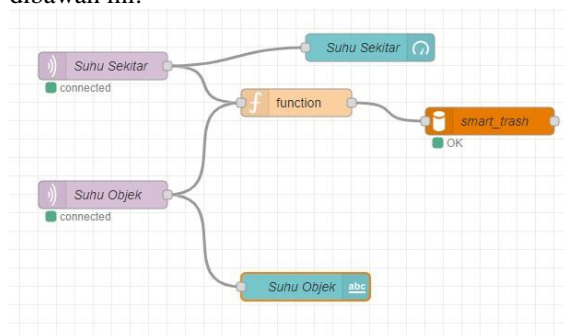 dibawah ini:
Suhu Sekitar
Suhu Sekitar
connected
f function
smart_trash
OK
Suhu Objek
connected
Suhu Objek abc